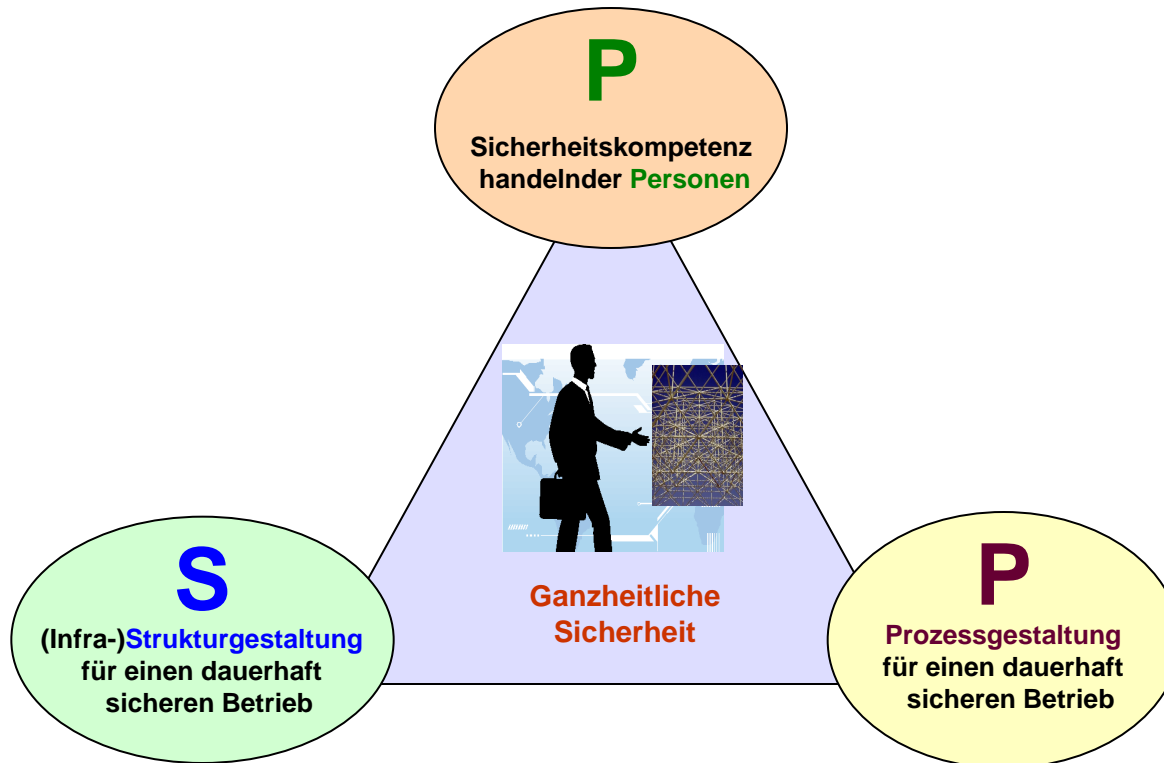 P
Sicherheitskompetenz
handelnder Personen
Ganzheitliche
Sicherheit
S
(Infra-)Strukturgestaltung
für einen dauerhaft
sicheren Betrieb
P
Prozessgestaltung
für einen dauerhaft
sicheren Betrieb